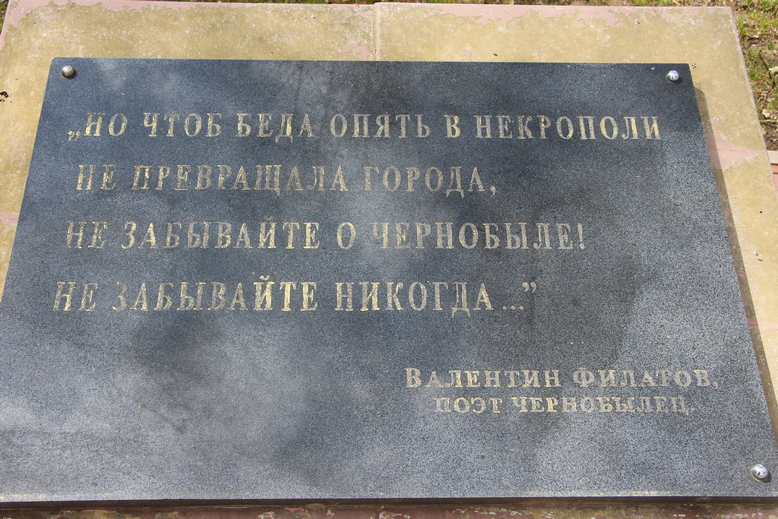 „НО ЧТОБ БЕДА ОПЯТЬ В НЕКРОПОЛИ
НЕ ПРЕВРАЩАЛА ГОРОДА,
НЕ ЗАБЫВАЙТЕ О ЧЕРНОБЫЛЕ!
НЕ ЗАБЫВАЙТЕ НИКОГДА...”
ВАЛЕНТИН ФИЛАТОВ,
ПОЭТ ЧЕРНОБЫЛЕЦ.